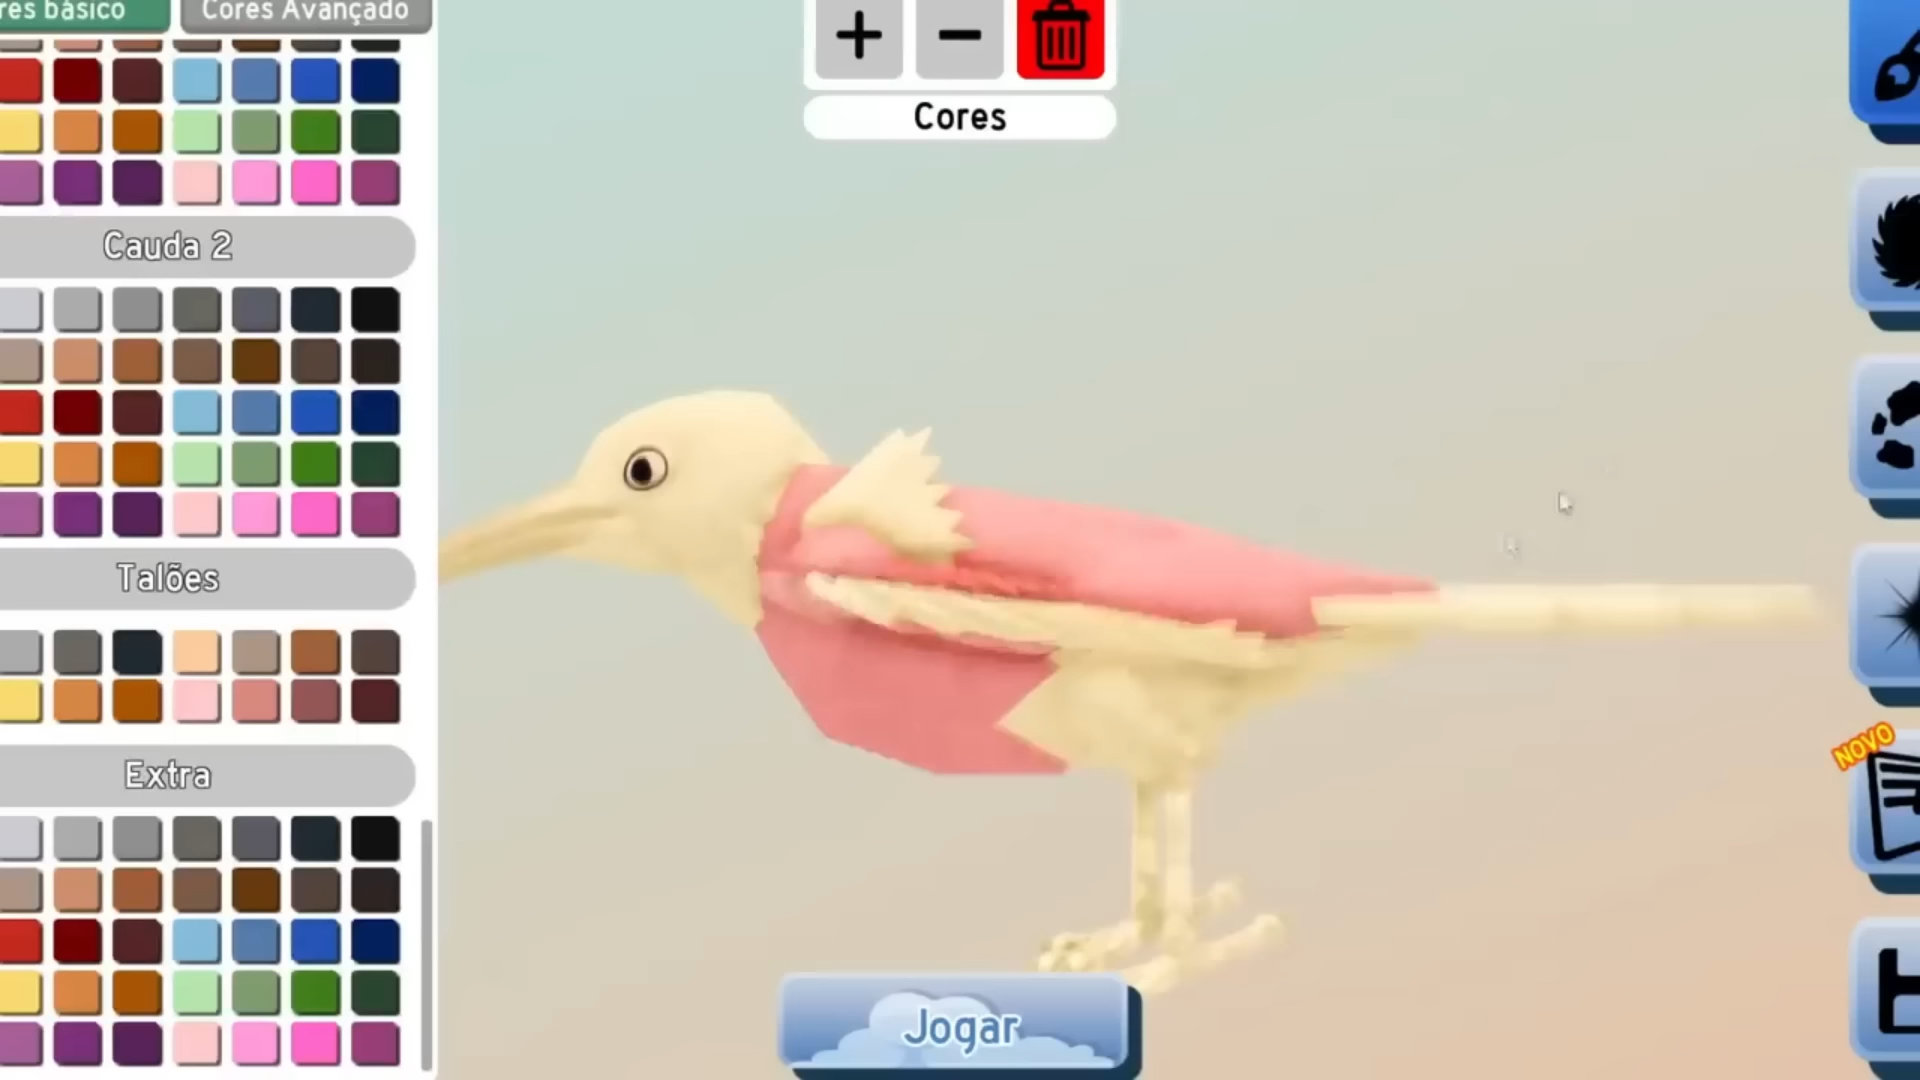 res básico
Cores Avançado
Cores
Cauda 2
Talões
Extra
NOVO
Jogar